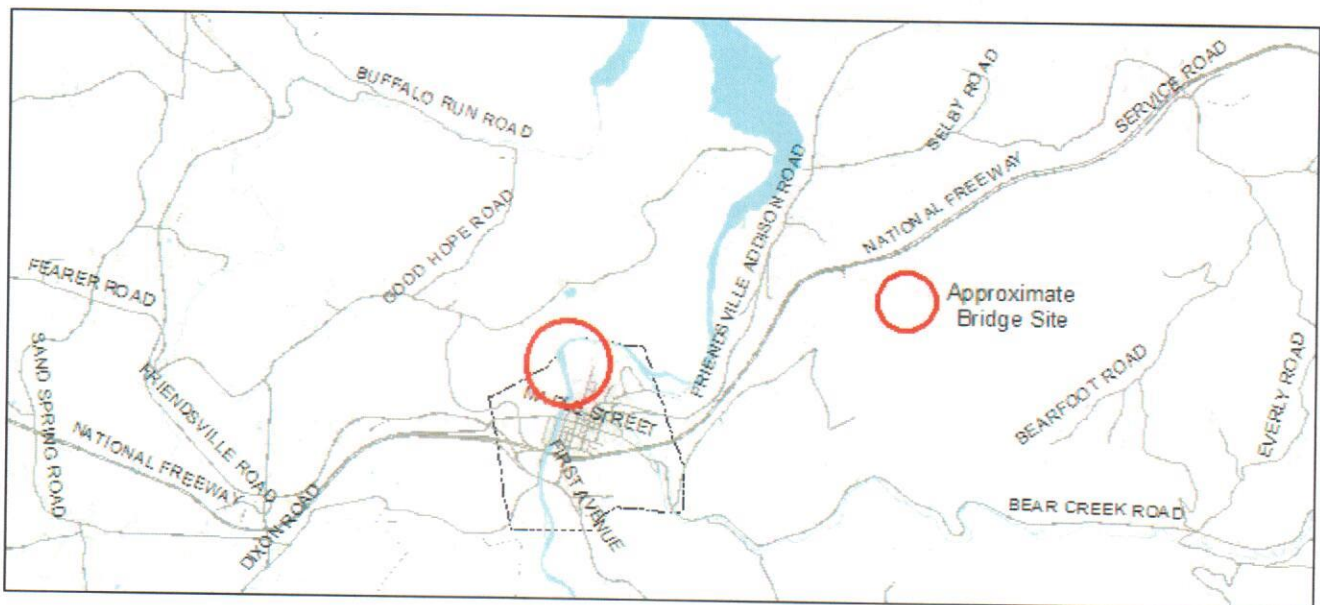 BUFFALO RUN ROAD
SELBY ROAD
SERVICE ROAD
NATIONAL FREEWAY
FRIENDSVILLE ADDISON ROAD
GOOD HOPE ROAD
FEARER ROAD
Approximate
Bridge Site
SAND SPRING ROAD
FRIENDSVILLE ROAD
NATIONAL FREEWAY
DIXON ROAD
STREET
FIRST AVENUE
BEARFOOT ROAD
EVERLY ROAD
BEAR CREEK ROAD